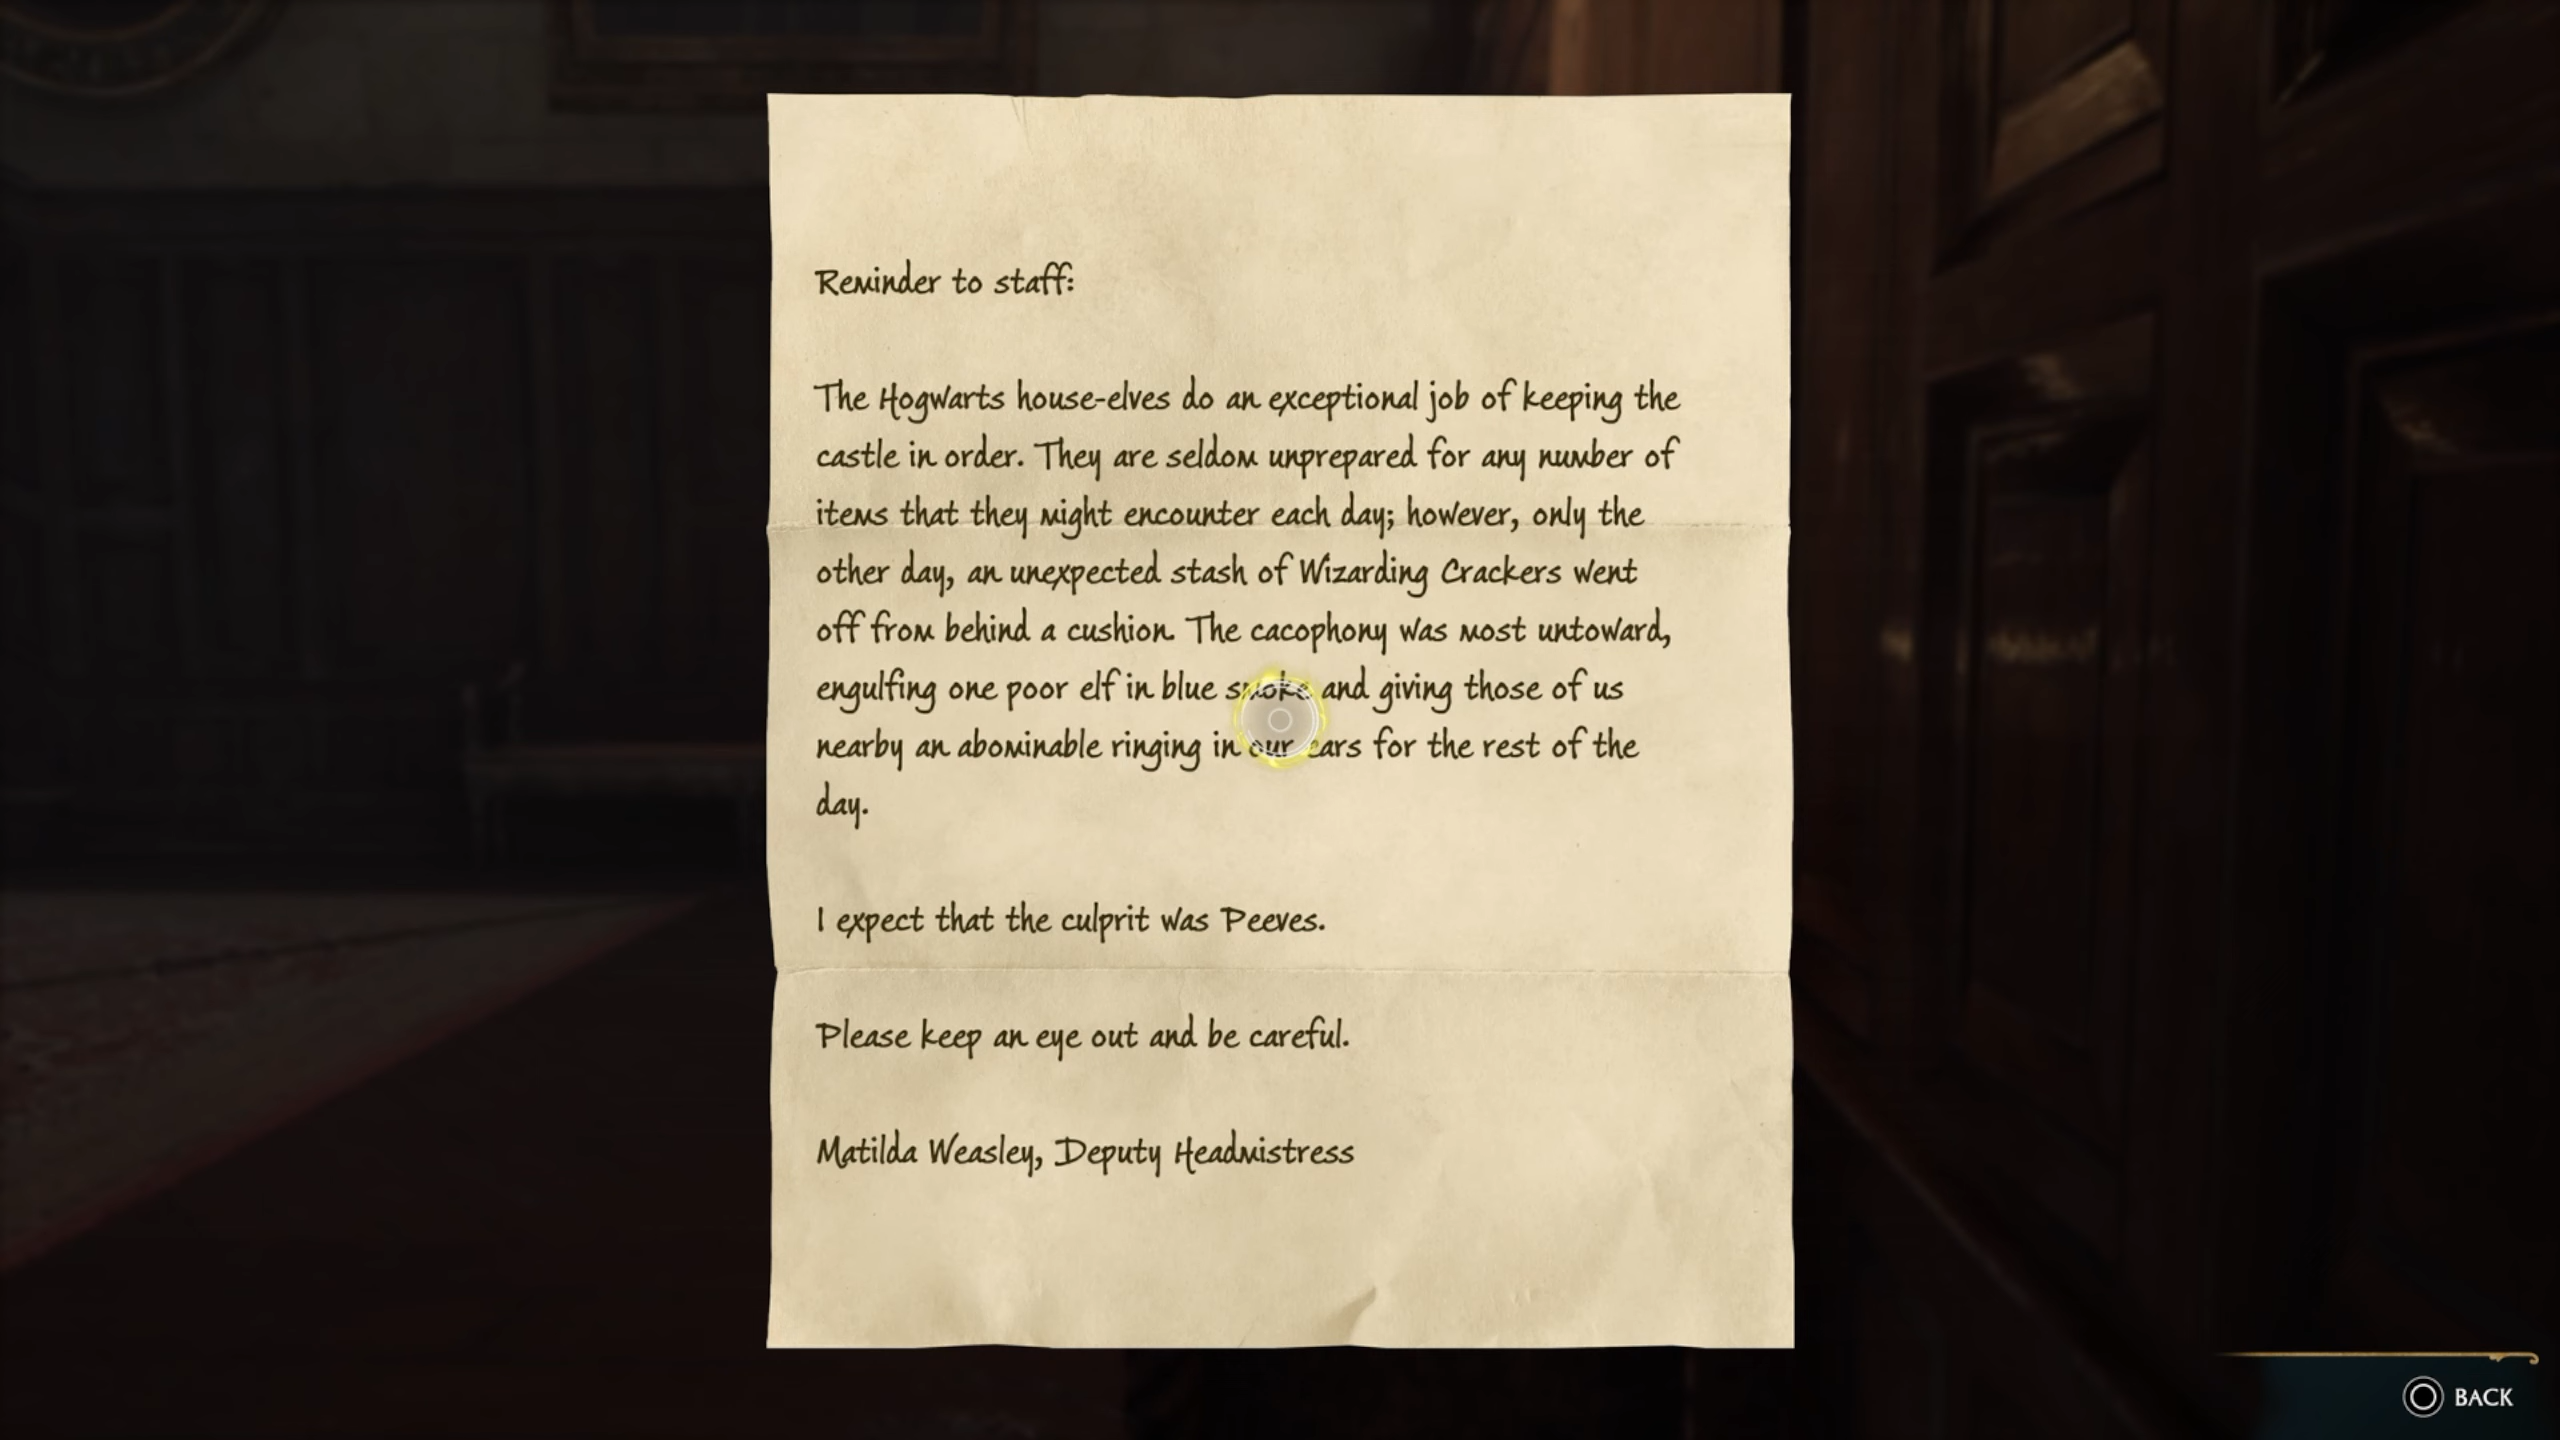 Reminder to staff:
The Hogwarts house-elves do an exceptional job of keeping the
castle in order. They are seldom unprepared for any number of
items that they might encounter each day; however, only the
other day, an unexpected stash of Wizarding Crackers went
off from behind a cushion. The cacophony was most untoward,
engulfing one poor elf in blue smoke and giving those of us
nearby an abominable ringing in our ears for the rest of the
day.
I expect that the culprit was Peeves.
Please keep an eye out and be careful.
Matilda Weasley, Deputy Headmistress
BACK